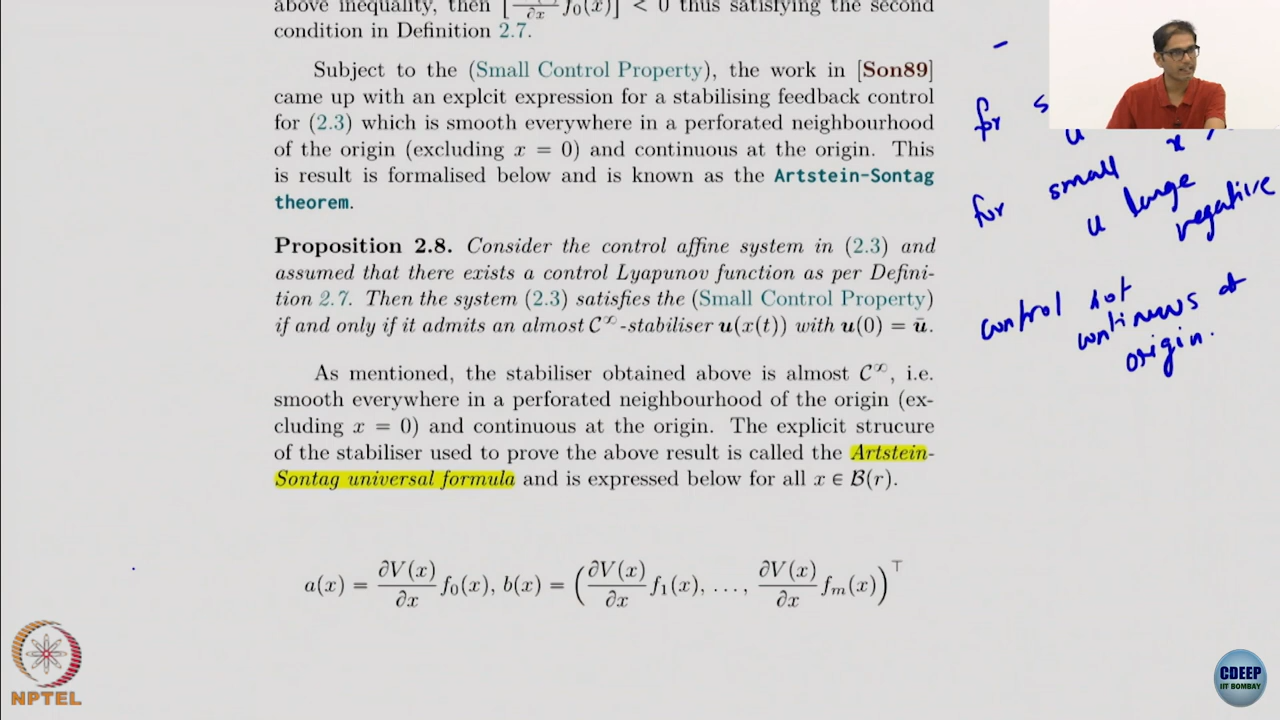 above inequality, then [ ∂x f₀(x)] < 0 thus satisfying the second
condition in Definition 2.7.
Subject to the (Small Control Property), the work in [Son89]
came up with an explcit expression for a stabilising feedback control
for (2.3) which is smooth everywhere in a perforated neighbourhood
of the origin (excluding x = 0) and continuous at the origin. This
is result is formalised below and is known as the Artstein-Sontag
theorem.
Proposition 2.8. Consider the control affine system in (2.3) and
assumed that there exists a control Lyapunov function as per Defini-
tion 2.7. Then the system (2.3) satisfies the (Small Control Property)
if and only if it admits an almost C∞-stabiliser u(x(t)) with u(0) = ū.
As mentioned, the stabiliser obtained above is almost C∞, i.e.
smooth everywhere in a perforated neighbourhood of the origin (ex-
cluding x = 0) and continuous at the origin. The explicit strucure
of the stabiliser used to prove the above result is called the Artstein-
Sontag universal formula and is expressed below for all x ∈ B(r).
a(x) = ∂V(x)/∂x f₀(x), b(x) = (∂V(x)/∂x f₁(x), . . . , ∂V(x)/∂x fₘ(x))⊤
for s
u x
for small
u large
negative
control not
continuous at
origin.
NPTEL
CDEEP
IIT BOMBAY